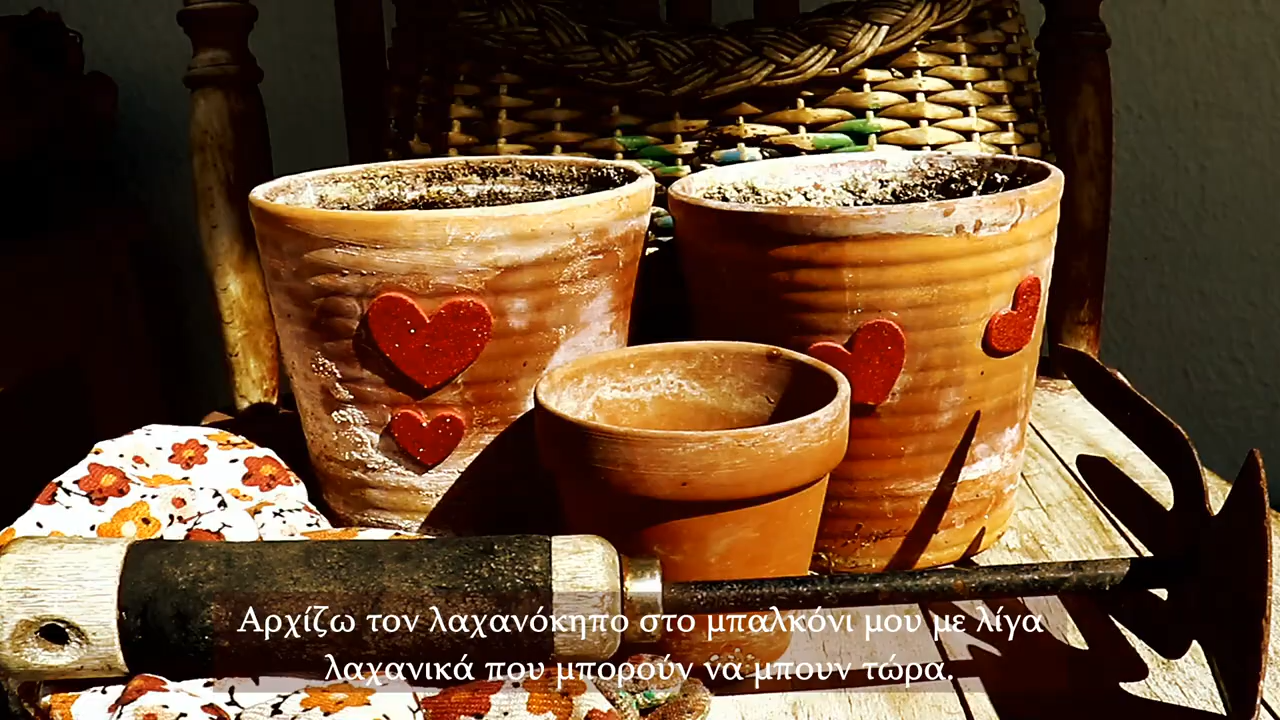 Αρχίζω τον λαχανόκηπο στο μπαλκόνι μου με λίγα
λαχανικά που μπορούν να μπουν τώρα.